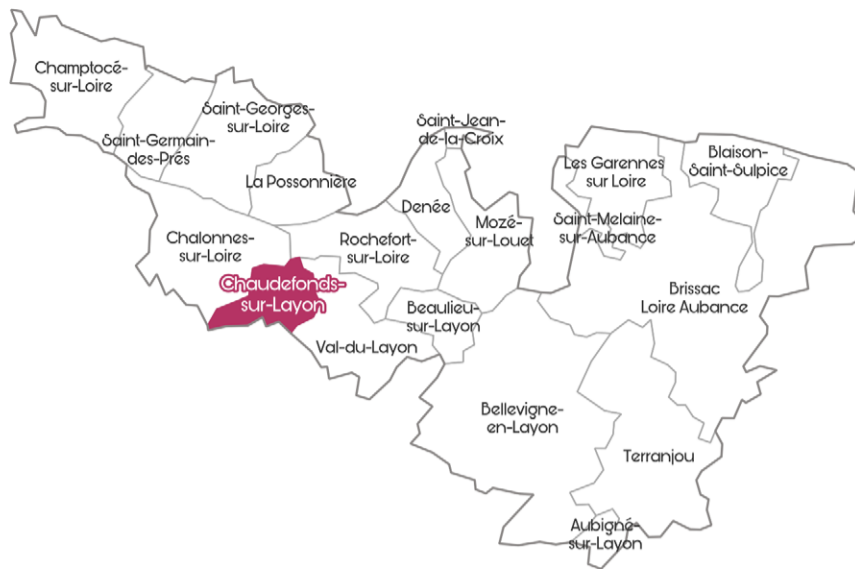 Champtocé-
sur-Loire
Saint-Germain-
des-Prés
Saint-Georges-
sur-Loire
La Possonnière
Saint-Jean-
de-la-Croix
Denée
Mozé-
sur-Louet
Les Garennes
sur Loire
Blaison-
Saint-Sulpice
Saint-Melaine-
sur-Aubance
Chalonnes-
sur-Loire
Rochefort-
sur-Loire
Chaudefonds-
sur-Layon
Beaulieu-
sur-Layon
Brissac
Loire Aubance
Val-du-Layon
Bellevigne-
en-Layon
Terranjou
Aubigné-
sur-Layon